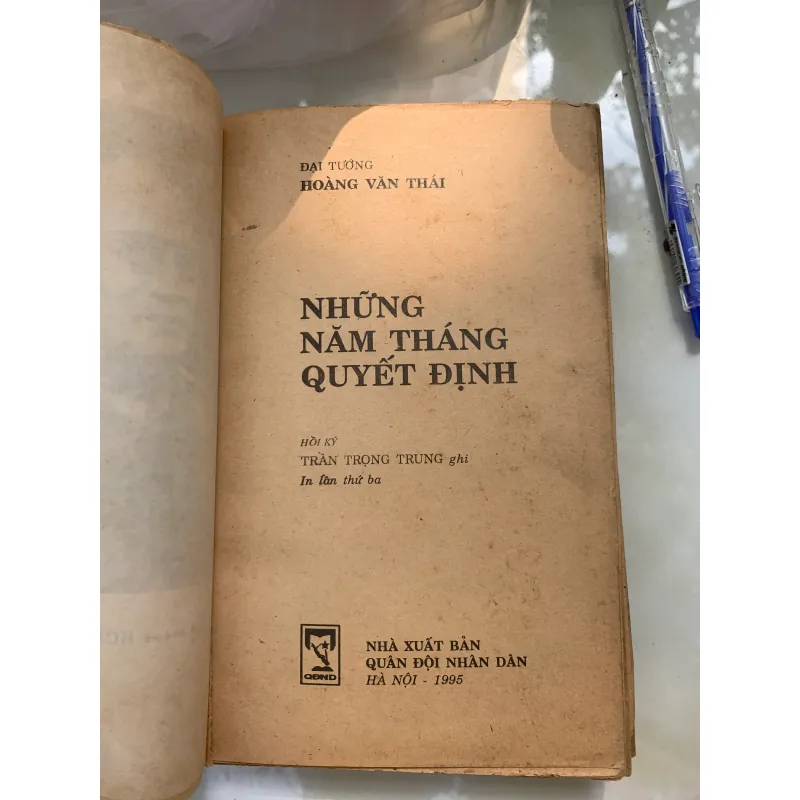 ĐẠI TƯỚNG
HOÀNG VĂN THÁI
NHỮNG
NĂM THÁNG
QUYẾT ĐỊNH
HỒI KÝ
TRẦN TRỌNG TRUNG ghi
In lần thứ ba
QĐND
NHÀ XUẤT BẢN
QUÂN ĐỘI NHÂN DÂN
HÀ NỘI - 1995